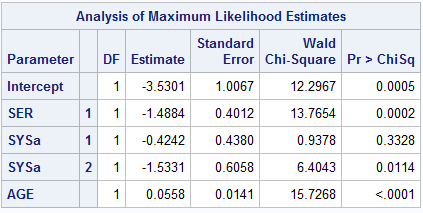 Analysis of Maximum Likelihood Estimates
Parameter DF Estimate Standard Error Wald Chi-Square Pr > ChiSq
Intercept 1 -3.5301 1.0067 12.2967 0.0005
SER 1 1 -1.4884 0.4012 13.7654 0.0002
SYSa 1 1 -0.4242 0.4380 0.9378 0.3328
SYSa 2 1 -1.5331 0.6058 6.4043 0.0114
AGE 1 0.0558 0.0141 15.7268 <.0001